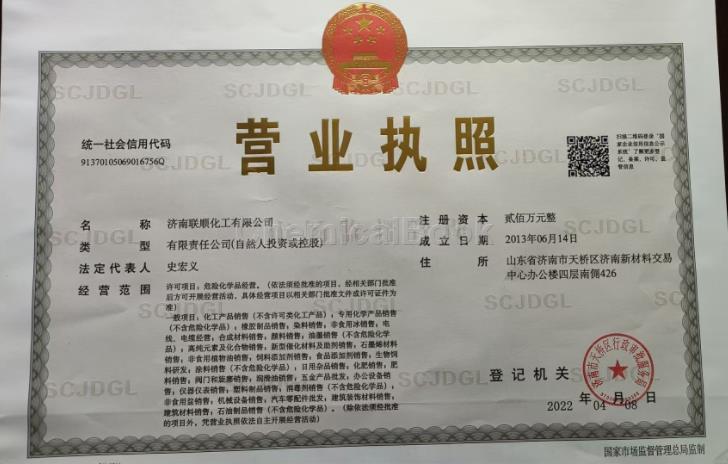 SCJDGL
营业执照
统一社会信用代码
91370105069016756Q
扫描二维码登录“国
家企业信用信息公示
系统”了解更多登
记、备案、许可、监
管信息
名 称 济南联顺化工有限公司
类 型 有限责任公司(自然人投资或控股)
法定代表人 史宏义
经营范围 许可项目：危险化学品经营。（依法须经批准的项目，经相关部门批准
后方可开展经营活动，具体经营项目以相关部门批准文件或许可证件为
准）
一般项目：化工产品销售（不含许可类化工产品）；专用化学产品销售
（不含危险化学品）；橡胶制品销售；染料销售；非食用冰销售；电
线、电缆经营；合成材料销售；颜料销售；油墨销售（不含危险化学
品）；高纯元素及化合物销售；新型催化材料及助剂销售；石墨烯材料
销售；非食用植物油销售；饲料添加剂销售；食品添加剂销售；生物饲
料研发；涂料销售（不含危险化学品）；日用杂品销售；化肥销售；肥
料销售；阀门和旋塞销售；润滑油销售；五金产品批发；办公设备销
售；仪器仪表销售；塑料制品销售；消毒剂销售（不含危险化学品）；
非食用盐销售；机械设备销售；汽车零配件批发；建筑装饰材料销售；
建筑材料销售；石油制品销售（不含危险化学品）。（除依法须经批准
的项目外，凭营业执照依法自主开展经营活动）
注册资本 贰佰万元整
成立日期 2013年06月14日
住 所 山东省济南市天桥区济南新材料交易
中心办公楼四层南侧426
ChemicalBook
登记机关
济南市天桥区行政审批服务局
2022 年 04 月 08 日
国家市场监督管理总局监制